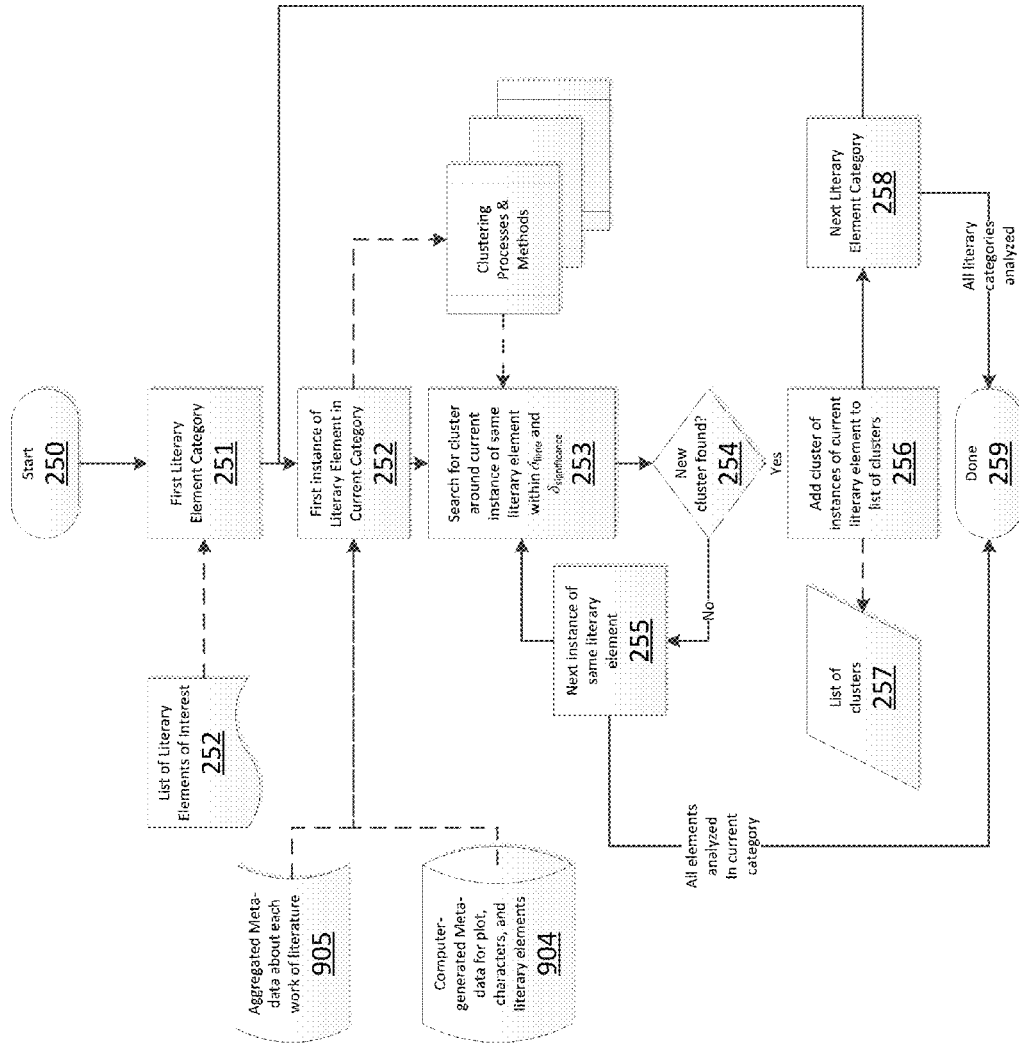 Start
250
First Literary
Element Category
251
List of Literary
Elements of Interest
252
First instance of
Literary Element in
Current Category
252
Aggregated Meta-
data about each
work of literature
905
Computer-
generated Meta-
data for plot,
characters, and
literary elements
904
Clustering
Processes &
Methods
Search for cluster
around current
instance of same
literary element
within
and
δsignificance
253
New
cluster found?
254
No
Yes
Next instance of
same literary
element
255
Add cluster of
instances of current
literary element to
list of clusters
256
List of
clusters
257
Next Literary
Element Category
258
All literary
categories
analyzed
All elements
analyzed
In current
category
Done
259